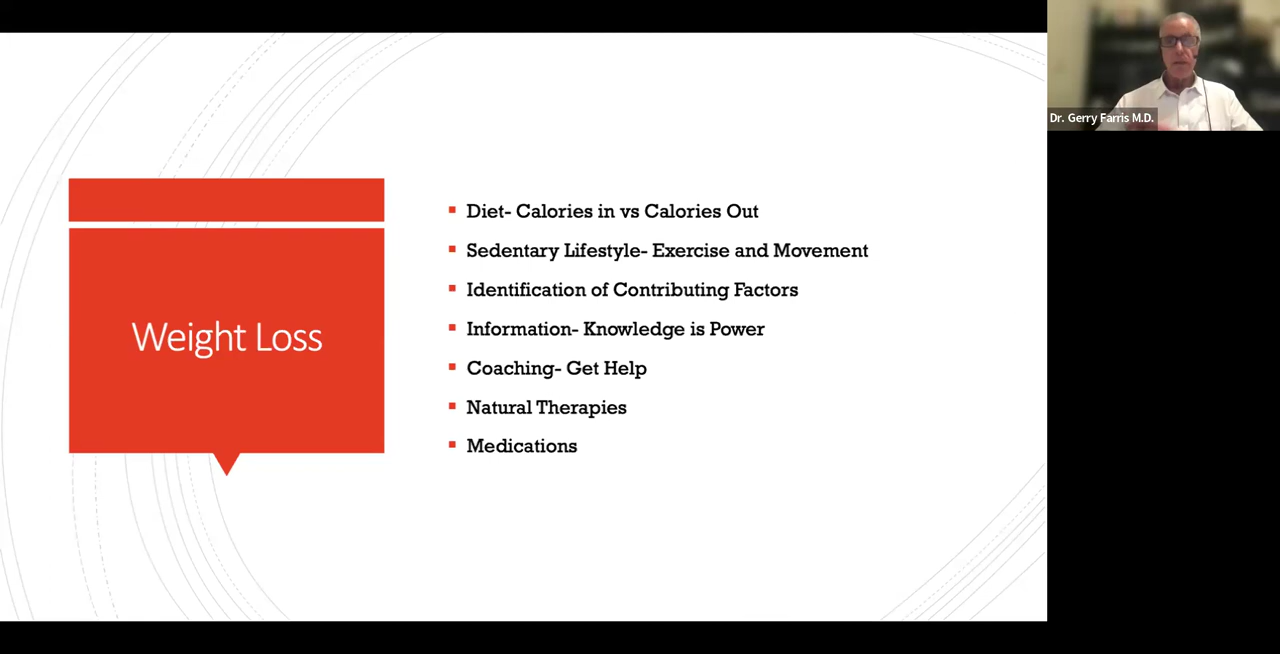 Weight Loss
Diet- Calories in vs Calories Out
Sedentary Lifestyle- Exercise and Movement
Identification of Contributing Factors
Information- Knowledge is Power
Coaching- Get Help
Natural Therapies
Medications
Dr. Gerry Farris M.D.